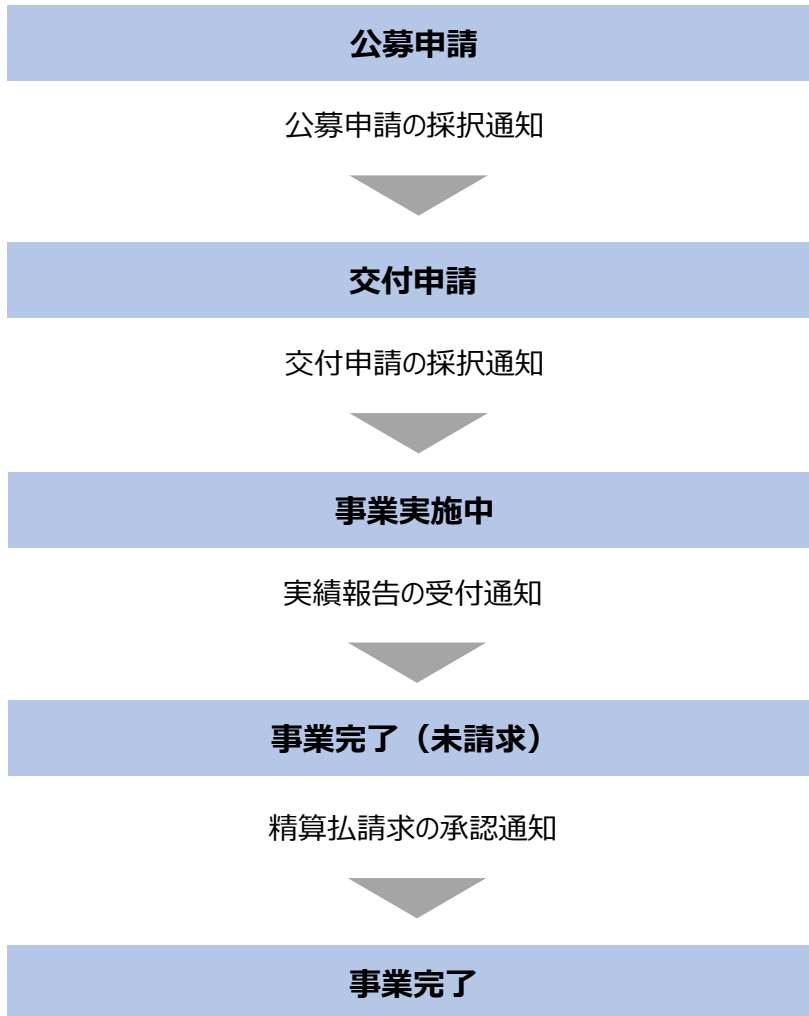 公募申請
公募申請の採択通知
交付申請
交付申請の採択通知
事業実施中
実績報告の受付通知
事業完了（未請求）
精算払請求の承認通知
事業完了